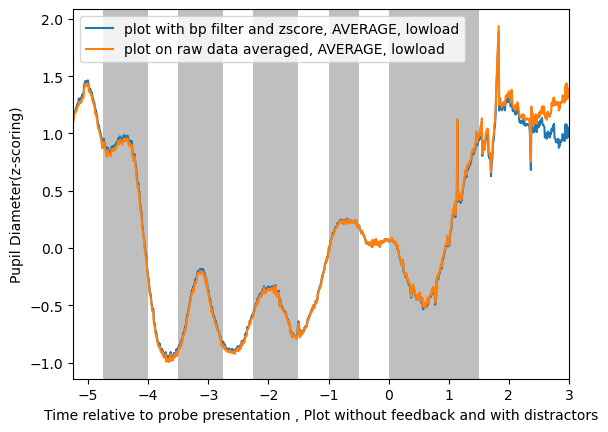 plot with bp filter and zscore, AVERAGE, lowload
plot on raw data averaged, AVERAGE, lowload
Pupil Diameter(z-scoring)
2.0
1.5
1.0
0.5
0.0
−0.5
−1.0
−5 −4 −3 −2 −1 0 1 2 3
Time relative to probe presentation , Plot without feedback and with distractors